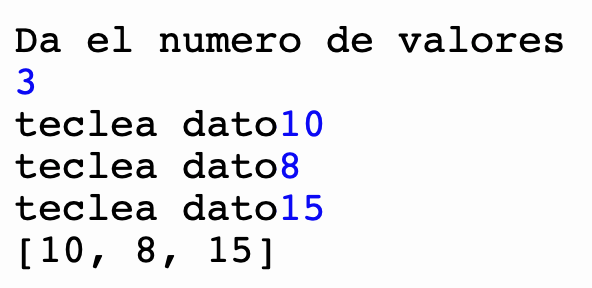 Da el numero de valores
3
teclea dato10
teclea dato8
teclea dato15
[10, 8, 15]